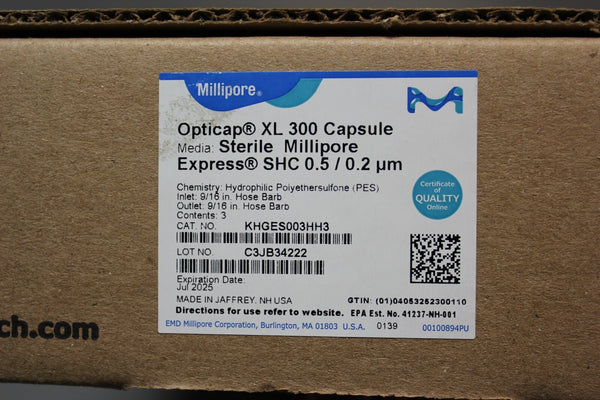 Millipore®
Opticap® XL 300 Capsule
Media: Sterile Millipore
Express® SHC 0.5 / 0.2 µm
Chemistry: Hydrophilic Polyethersulfone (PES)
Inlet: 9/16 in. Hose Barb
Outlet: 9/16 in. Hose Barb
Contents: 3
Certificate of
QUALITY
Online
CAT. NO. KHGES003HH3
LOT NO. C3JB34222
Expiration Date:
Jul 2025
MADE IN JAFFREY, NH USA GTIN: (01)04053252300110
Directions for use refer to website. EPA Est. No. 41237-NH-001
EMD Millipore Corporation, Burlington, MA 01803 U.S.A. 0139 00100894PU
ch.com